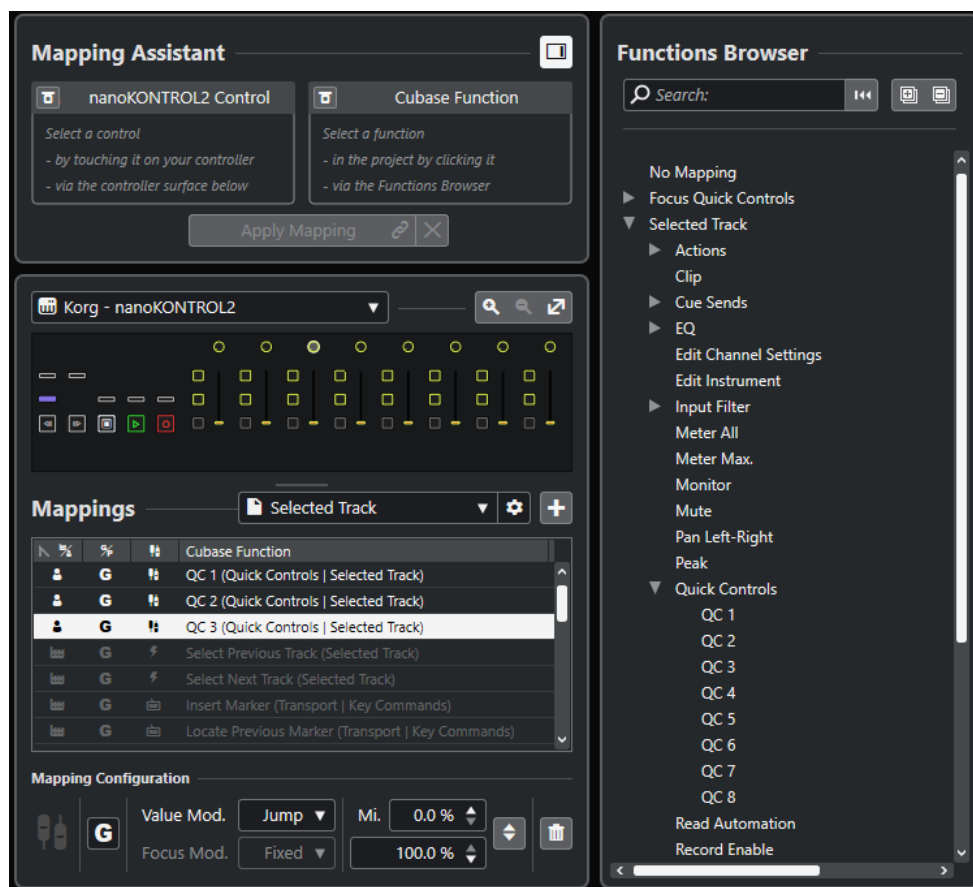 Mapping Assistant
nanoKONTROL2 Control
Select a control
- by touching it on your controller
- via the controller surface below
Cubase Function
Select a function
- in the project by clicking it
- via the Functions Browser
Apply Mapping
Korg - nanoKONTROL2
Mappings
Selected Track
Cubase Function
G QC 1 (Quick Controls | Selected Track)
G QC 2 (Quick Controls | Selected Track)
G QC 3 (Quick Controls | Selected Track)
G Select Previous Track (Selected Track)
G Select Next Track (Selected Track)
G Insert Marker (Transport | Key Commands)
G Locate Previous Marker (Transport | Key Commands)
Mapping Configuration
G
Value Mod. Jump Mi. 0.0 %
Focus Mod. Fixed 100.0 %
Functions Browser
Search:
No Mapping
Focus Quick Controls
Selected Track
Actions
Clip
Cue Sends
EQ
Edit Channel Settings
Edit Instrument
Input Filter
Meter All
Meter Max.
Monitor
Mute
Pan Left-Right
Peak
Quick Controls
QC 1
QC 2
QC 3
QC 4
QC 5
QC 6
QC 7
QC 8
Read Automation
Record Enable